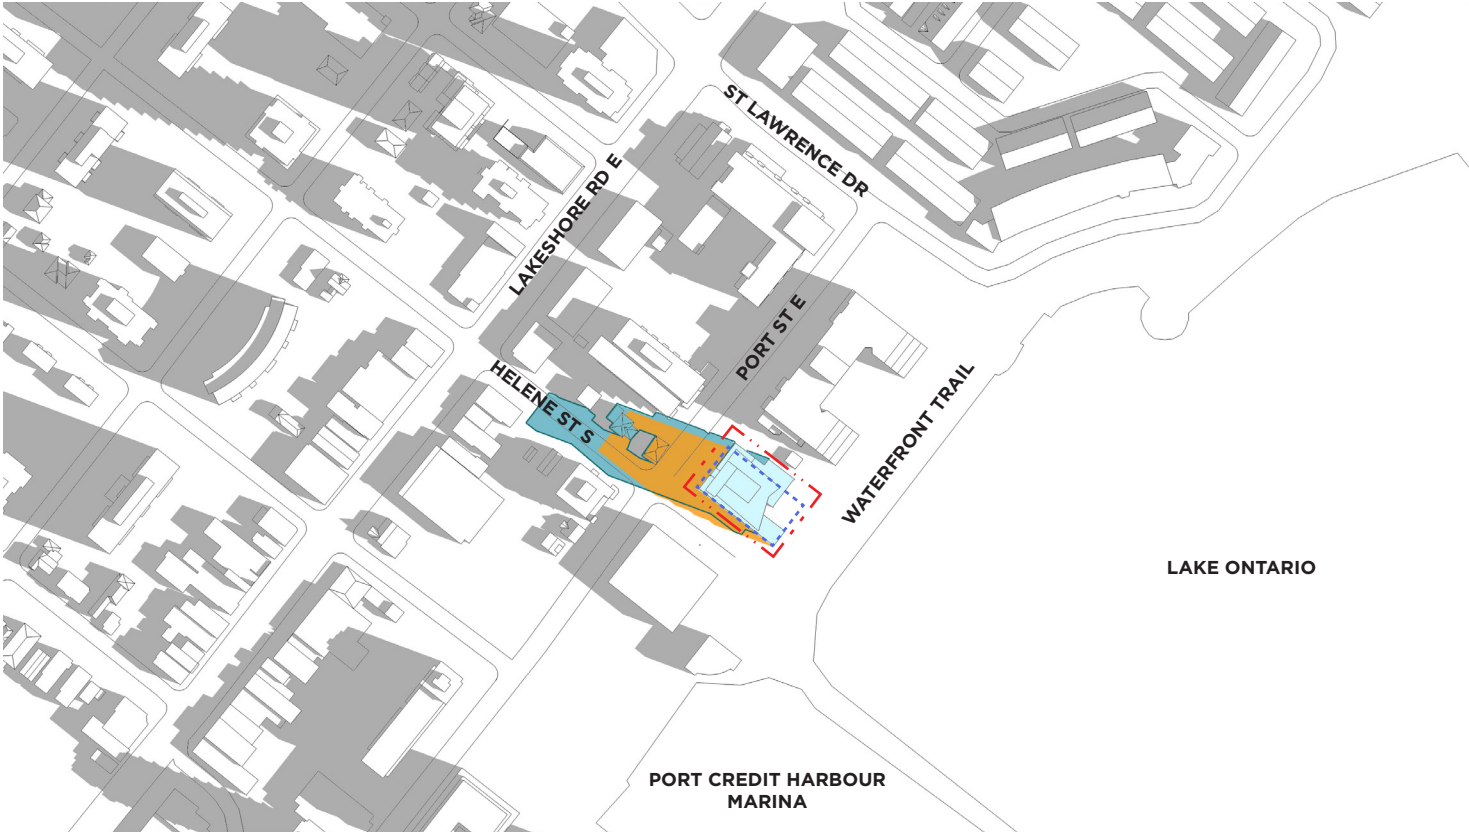 ST LAWRENCE DR
LAKESHORE RD E
PORT ST E
HELENE ST S
WATERFRONT TRAIL
LAKE ONTARIO
PORT CREDIT HARBOUR
MARINA